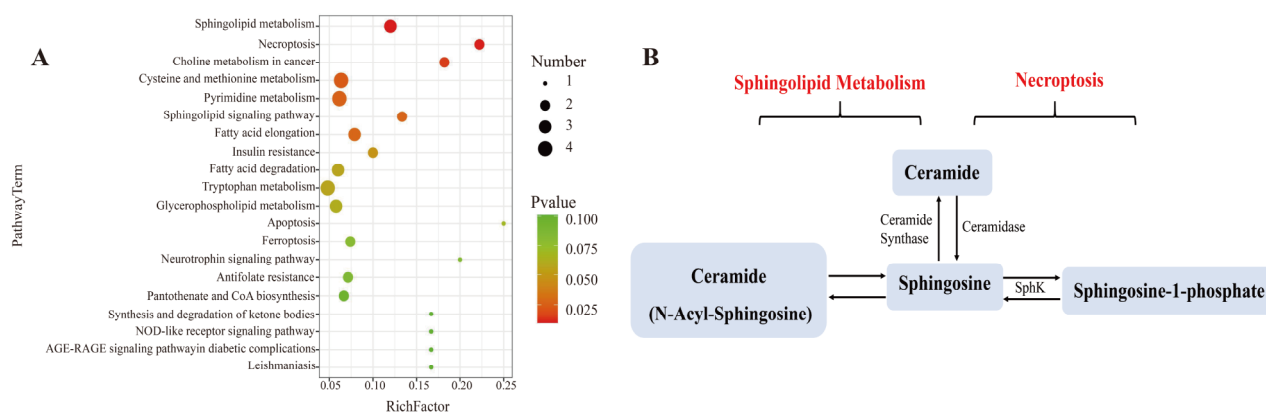 A
PathwayTerm
Sphingolipid metabolism
Necroptosis
Choline metabolism in cancer
Cysteine and methionine metabolism
Pyrimidine metabolism
Sphingolipid signaling pathway
Fatty acid elongation
Insulin resistance
Fatty acid degradation
Tryptophan metabolism
Glycerophospholipid metabolism
Apoptosis
Ferroptosis
Neurotrophin signaling pathway
Antifolate resistance
Pantothenate and CoA biosynthesis
Synthesis and degradation of ketone bodies
NOD-like receptor signaling pathway
AGE-RAGE signaling pathwayin diabetic complications
Leishmaniasis
0.05 0.10 0.15 0.20 0.25
RichFactor
Number
1
2
3
4
Pvalue
0.100
0.075
0.050
0.025
B
Sphingolipid Metabolism
Necroptosis
Ceramide
Ceramide
Synthase
Ceramidase
Ceramide
(N-Acyl-Sphingosine)
Sphingosine
SphK
Sphingosine-1-phosphate